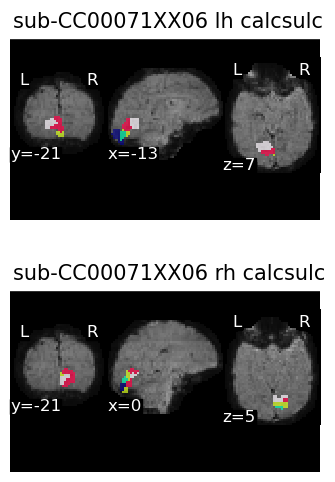 sub-CC00071XX06 lh calcsulc
L R L R
y=-21 x=-13 z=7
sub-CC00071XX06 rh calcsulc
L R L R
y=-21 x=0 z=5